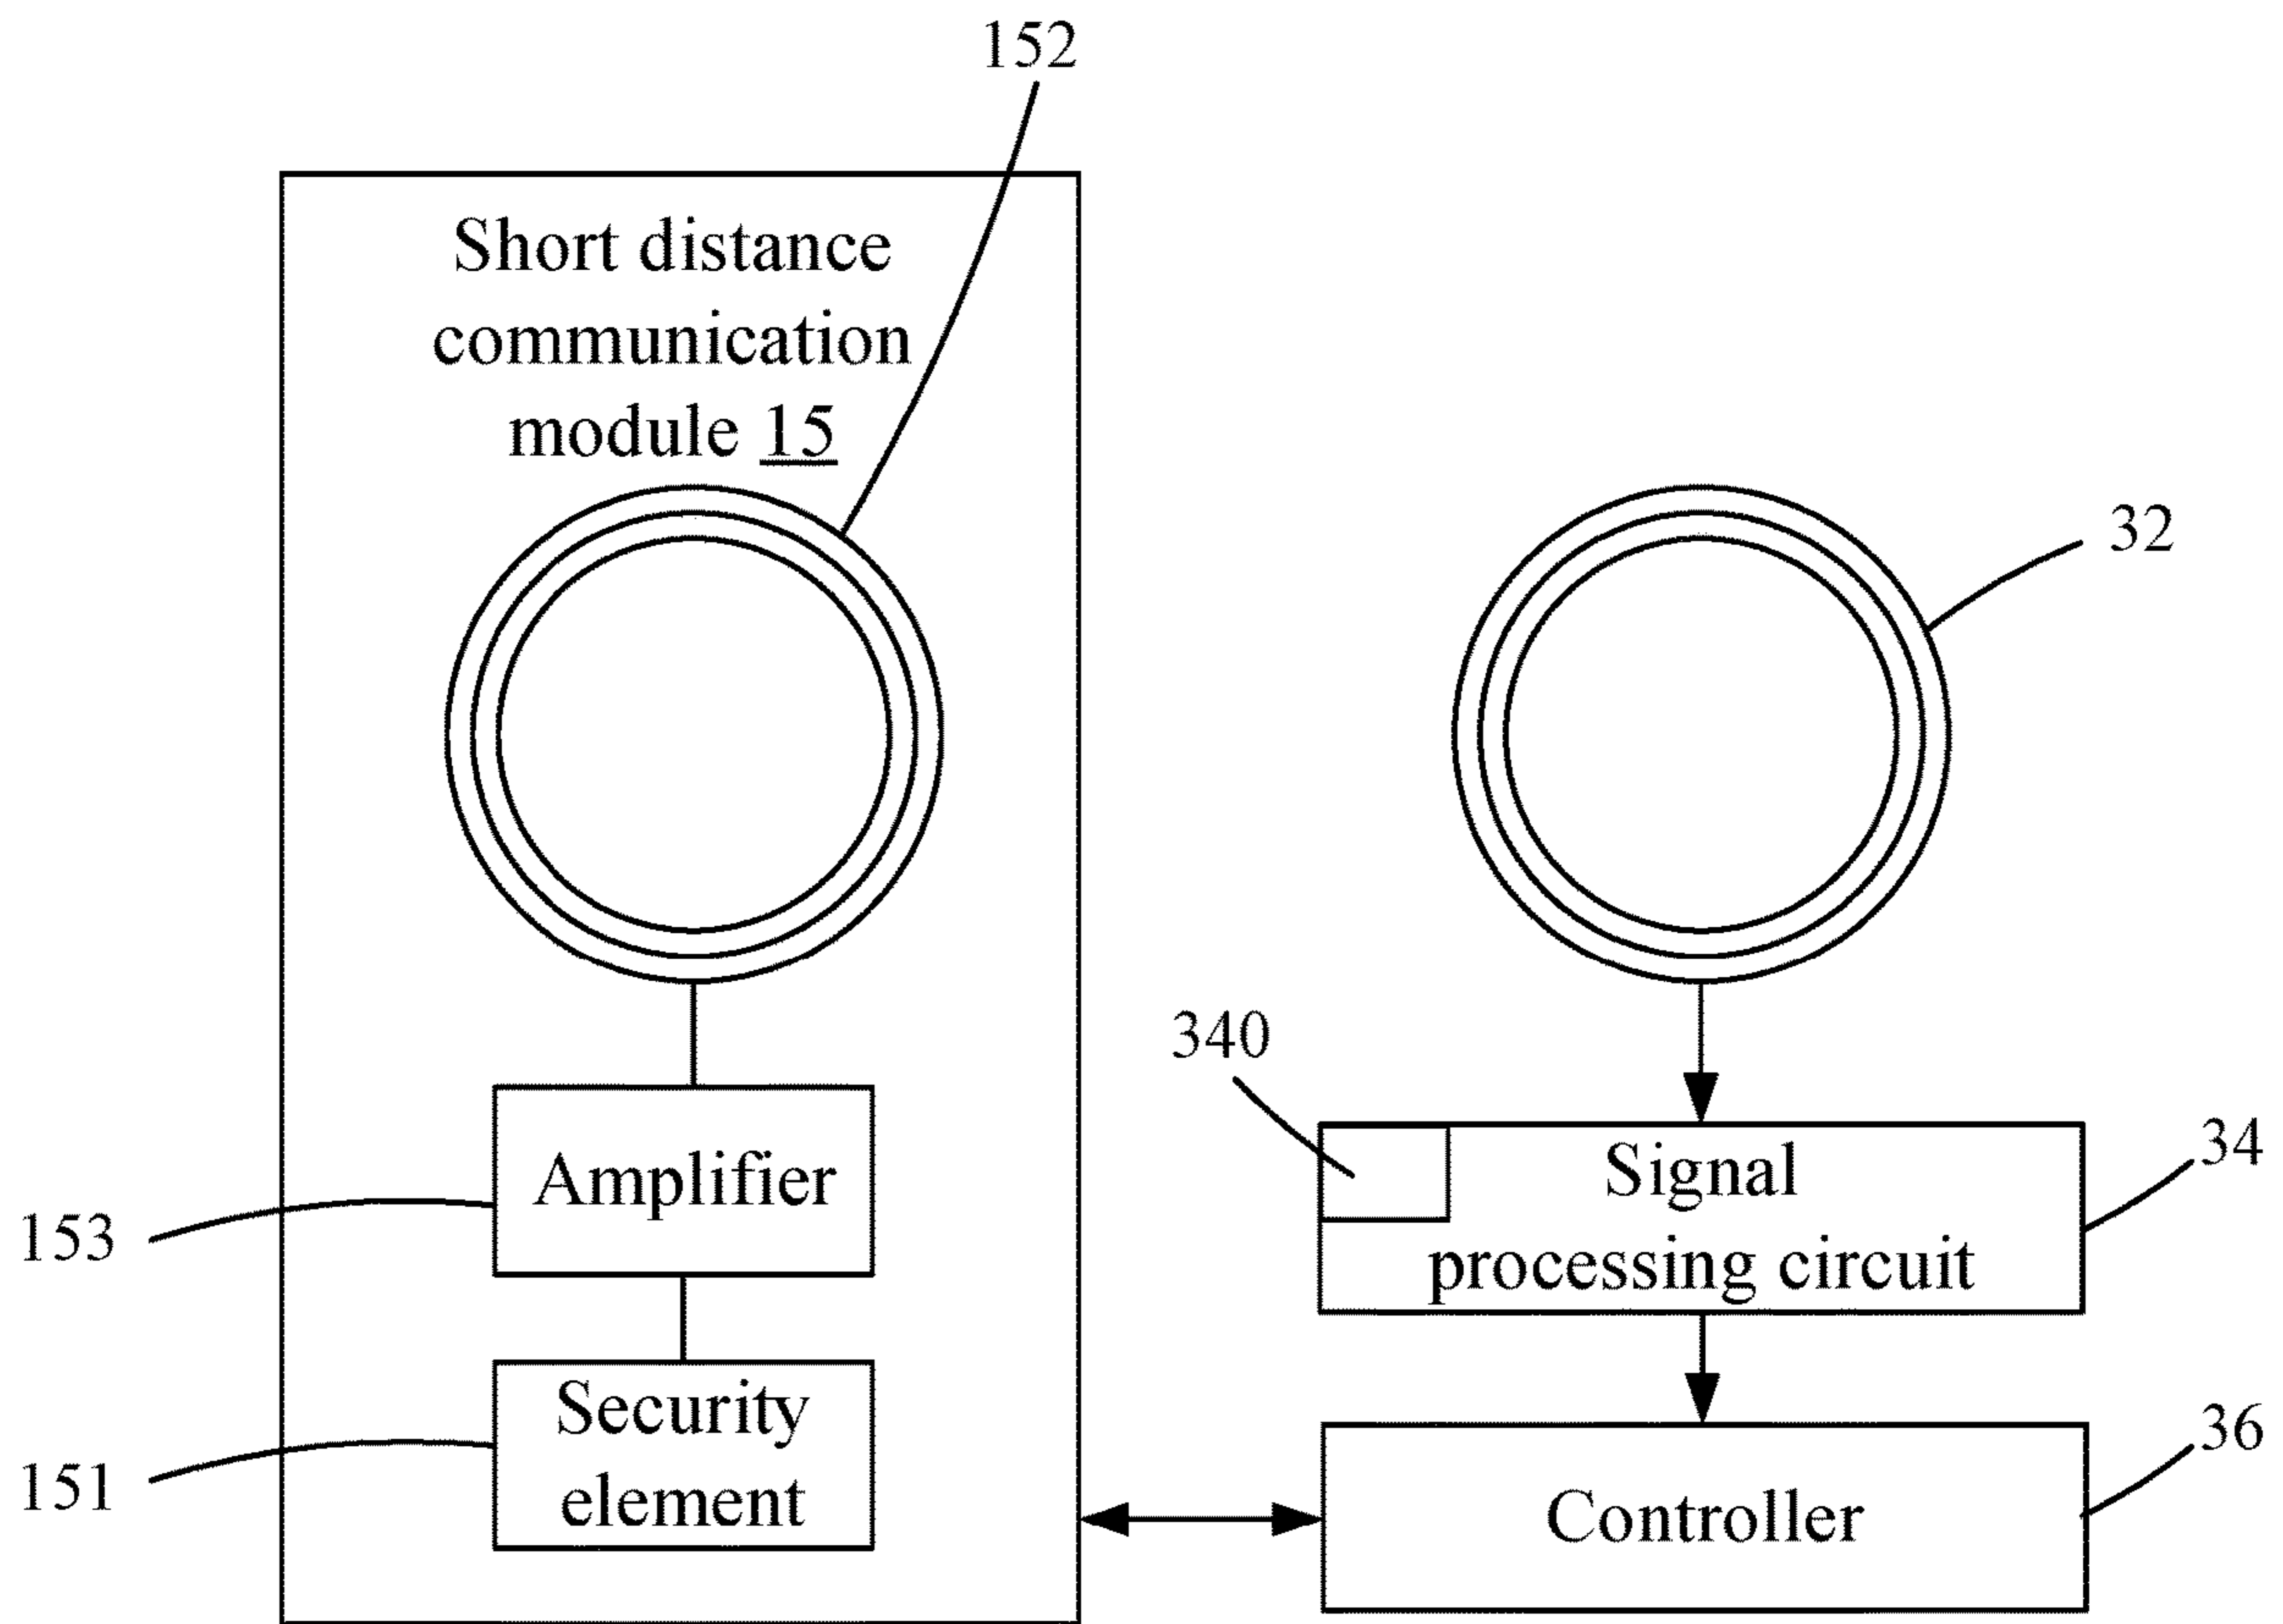 152
Short distance
communication
module 15
32
340
Signal
processing circuit
34
Amplifier
153
Security
element
151
Controller
36